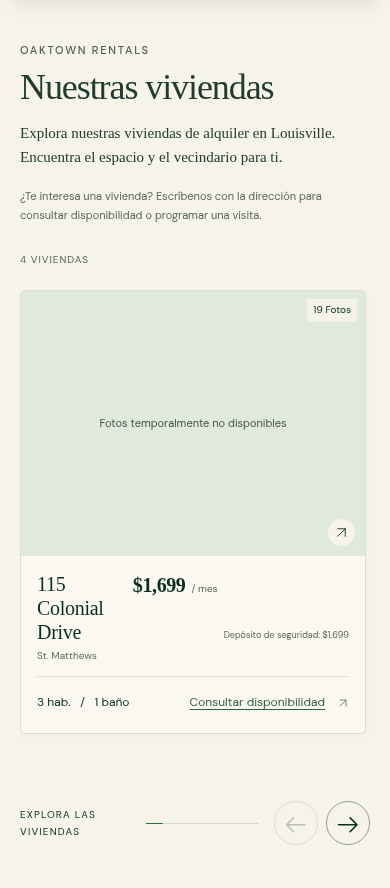 OAKTOWN RENTALS
Nuestras viviendas
Explora nuestras viviendas de alquiler en Louisville.
Encuentra el espacio y el vecindario para ti.
¿Te interesa una vivienda? Escríbenos con la dirección para
consultar disponibilidad o programar una visita.
4 VIVIENDAS
19 Fotos
Fotos temporalmente no disponibles
115
Colonial
Drive
$1,699 / mes
Depósito de seguridad: $1,699
St. Matthews
3 hab. / 1 baño
Consultar disponibilidad
EXPLORA LAS
VIVIENDAS